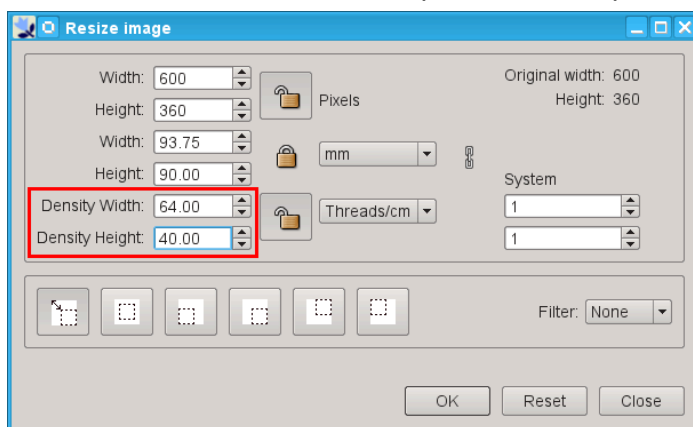 Resize image
Width: 600
Original width: 600
Height: 360
Pixels
Height: 360
Width: 93.75
mm
Height: 90.00
System
Density Width: 64.00
Threads/cm
1
Density Height: 40.00
1
Filter: None
OK
Reset
Close